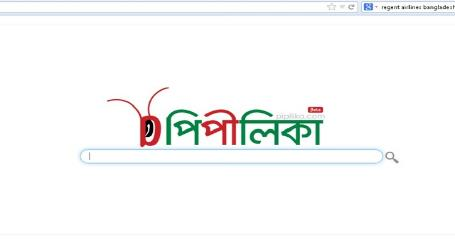 regent airlines bangladesh
Beta
পিপীলিকা
pipilika.com